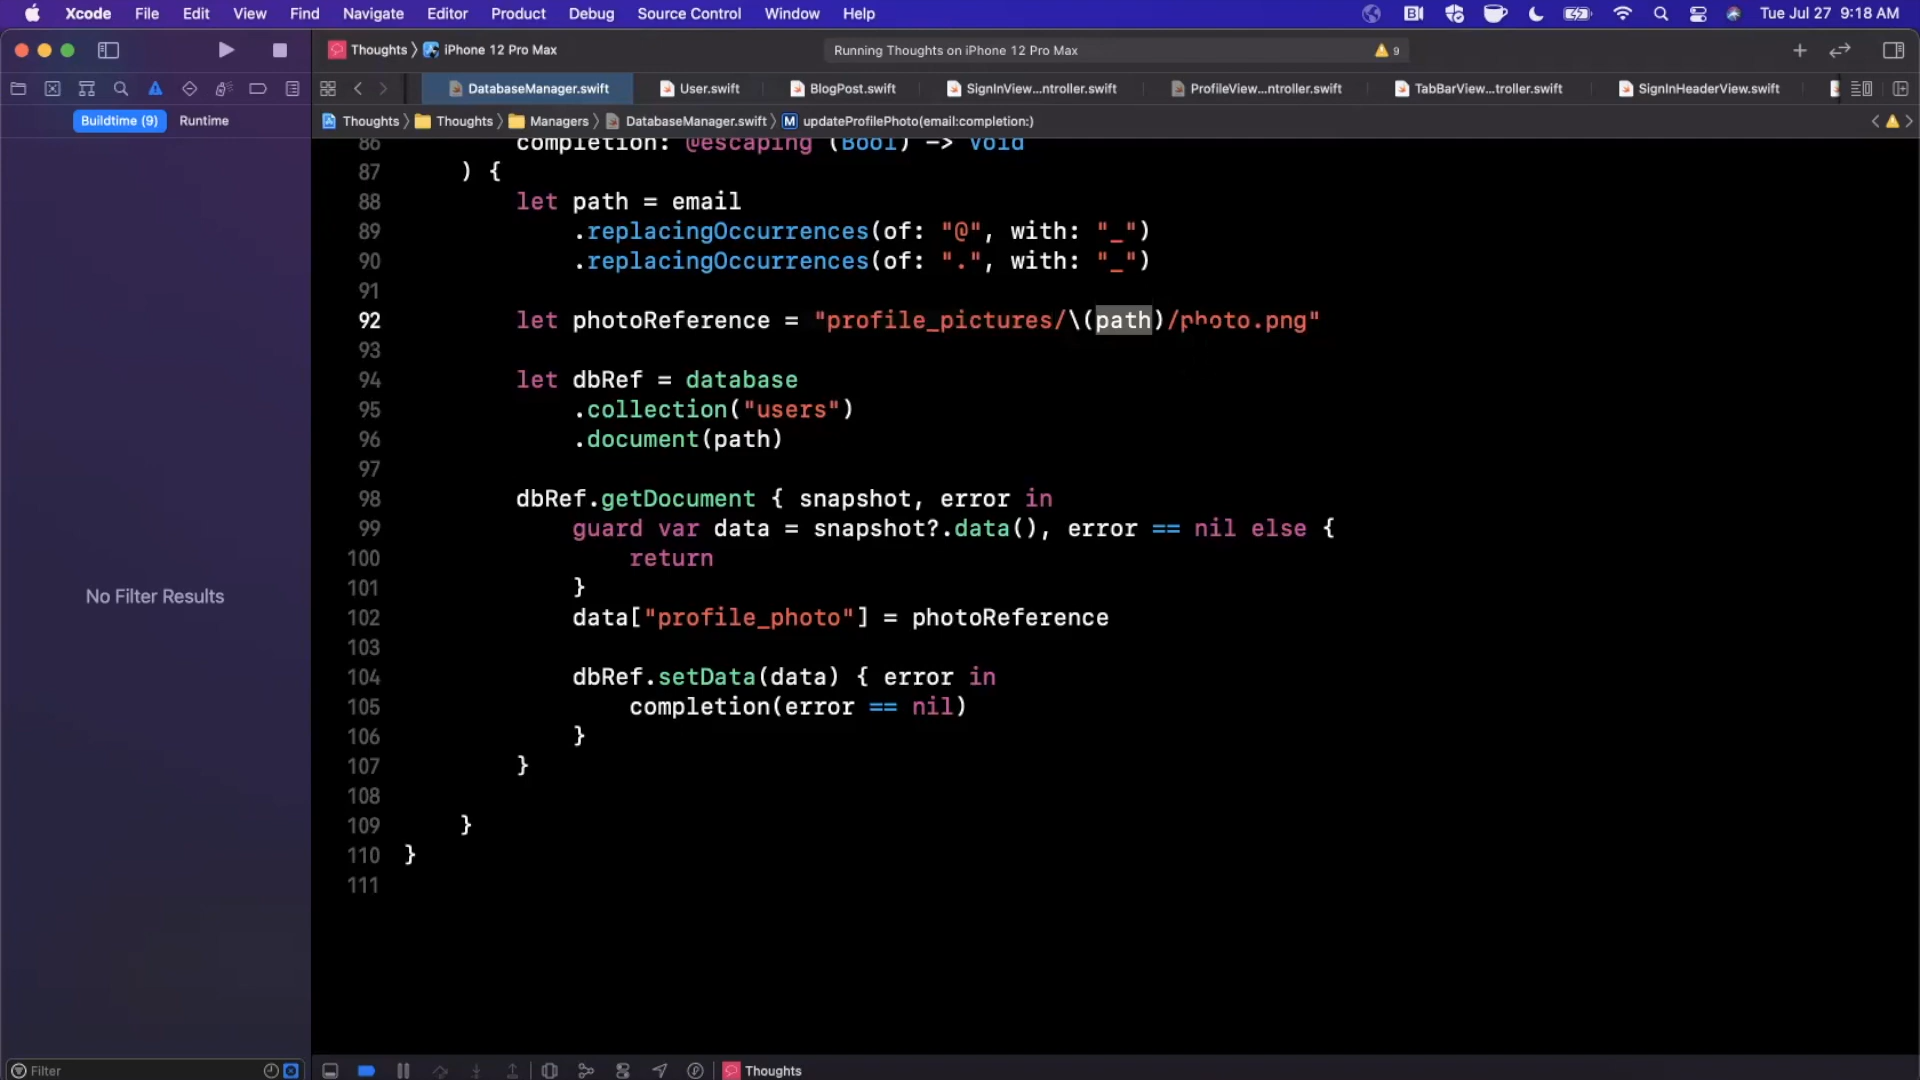 Xcode File Edit View Find Navigate Editor Product Debug Source Control Window Help Tue Jul 27 9:18 AM
Thoughts 〉 iPhone 12 Pro Max Running Thoughts on iPhone 12 Pro Max 9
DatabaseManager.swift User.swift BlogPost.swift SignInView...ntroller.swift ProfileView...ntroller.swift TabBarView...troller.swift SignInHeaderView.swift
Buildtime (9) Runtime
Thoughts 〉 Thoughts 〉 Managers 〉 DatabaseManager.swift 〉 M updateProfilePhoto(email:completion:)
86 completion: @escaping (Bool) -> Void
87 ) {
88 let path = email
89 .replacingOccurrences(of: "@", with: "_")
90 .replacingOccurrences(of: ".", with: "_")
91
92 let photoReference = "profile_pictures/\(path)/photo.png"
93
94 let dbRef = database
95 .collection("users")
96 .document(path)
97
98 dbRef.getDocument { snapshot, error in
99 guard var data = snapshot?.data(), error == nil else {
100 return
101 }
102 data["profile_photo"] = photoReference
103
104 dbRef.setData(data) { error in
105 completion(error == nil)
106 }
107 }
108
109 }
110 }
111
No Filter Results
Filter
Thoughts